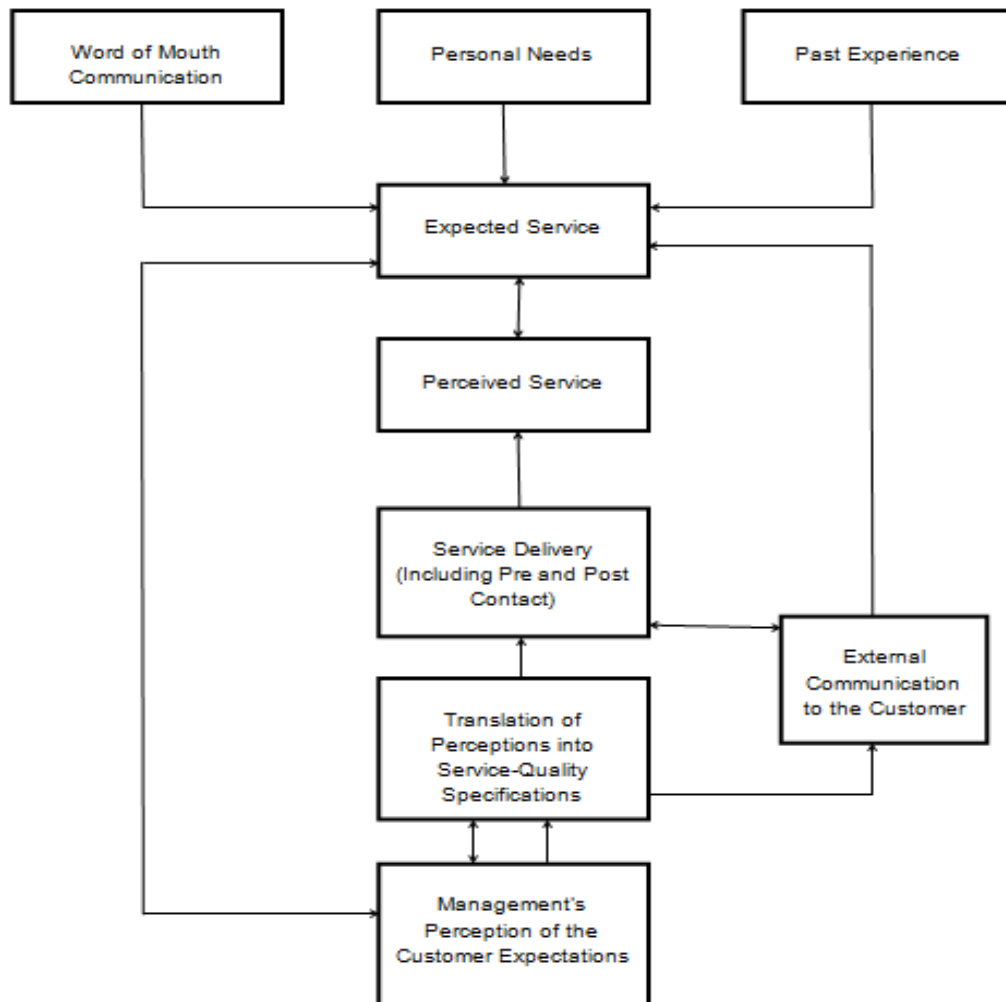 Word of Mouth
Communication
Personal Needs
Past Experience
Expected Service
Perceived Service
Service Delivery
(Including Pre and Post
Contact)
External
Communication
to the Customer
Translation of
Perceptions into
Service-Quality
Specifications
Management's
Perception of the
Customer Expectations